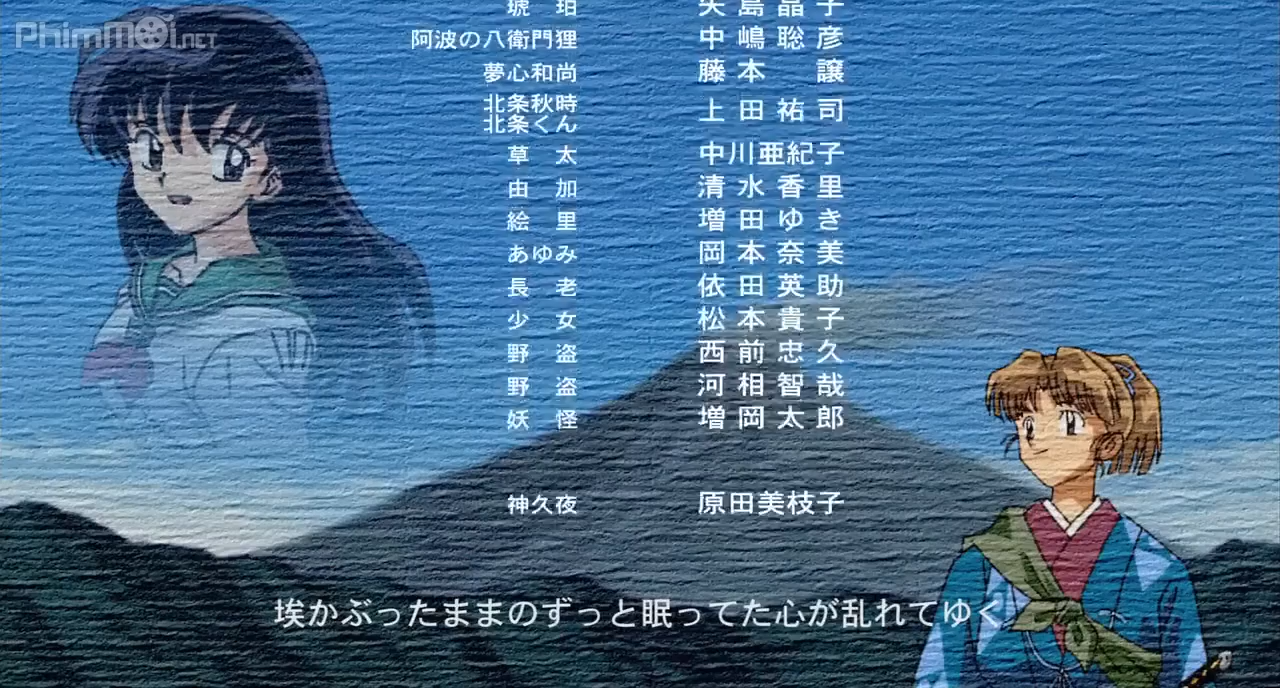 PhimMoi.NET
琥珀 矢島晶子
阿波の八衛門狸 中嶋聡彦
夢心和尚 藤本 譲
北条秋時
北条くん 上田祐司
草太 中川亜紀子
由加 清水香里
絵里 増田ゆき
あゆみ 岡本奈美
長老 依田英助
少女 松本貴子
野盗 西前忠久
野盗 河相智哉
妖怪 増岡太郎
神久夜 原田美枝子
埃かぶったままのずっと眠ってた心が乱れてゆく